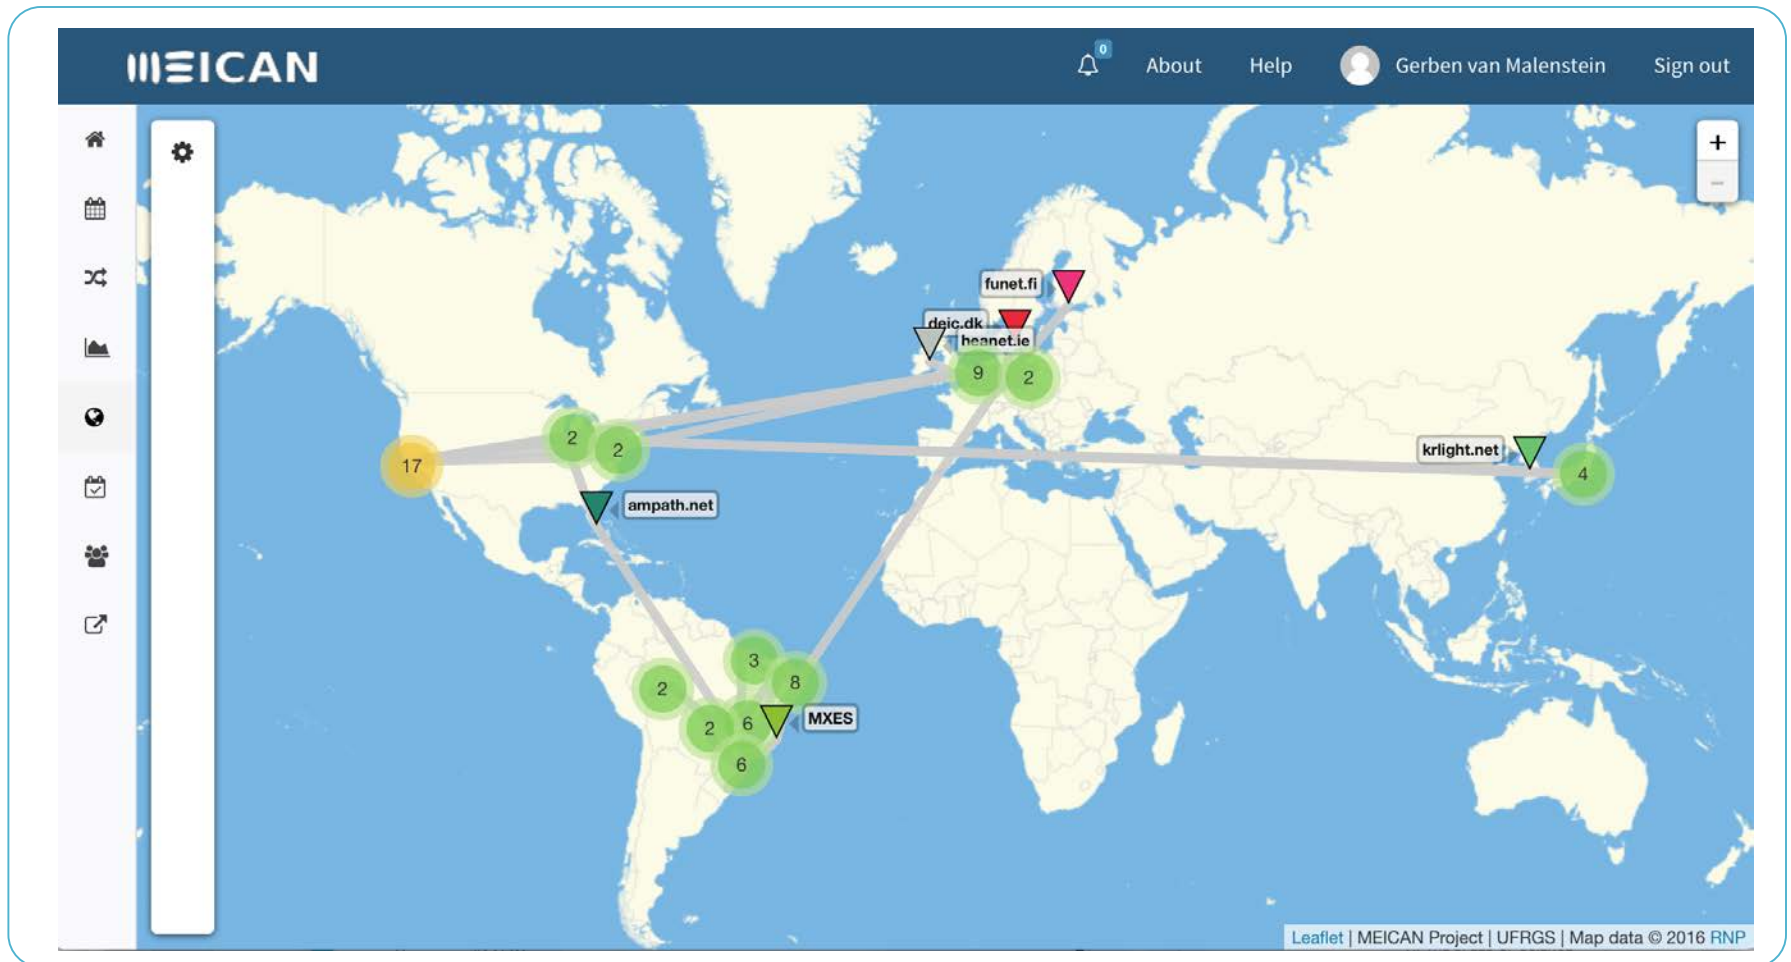 MEICAN
0
About Help Gerben van Malenstein Sign out
+
−
funet.fi
deic.dk
heanet.ie
9
2
2
2
17
krlight.net
4
ampath.net
3
2
8
2
6
MXES
6
Leaflet | MEICAN Project | UFRGS | Map data © 2016 RNP